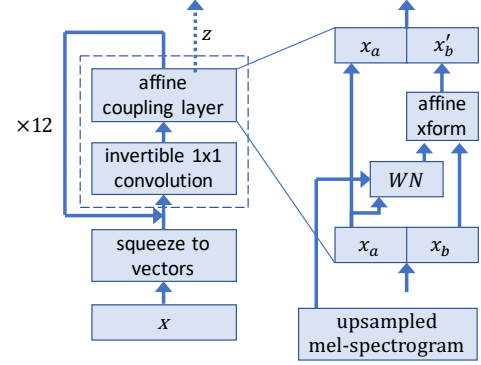 z
x_a x_b′
affine
coupling layer
affine
xform
×12
invertible 1x1
convolution
WN
squeeze to
vectors
x_a x_b
x
upsampled
mel-spectrogram